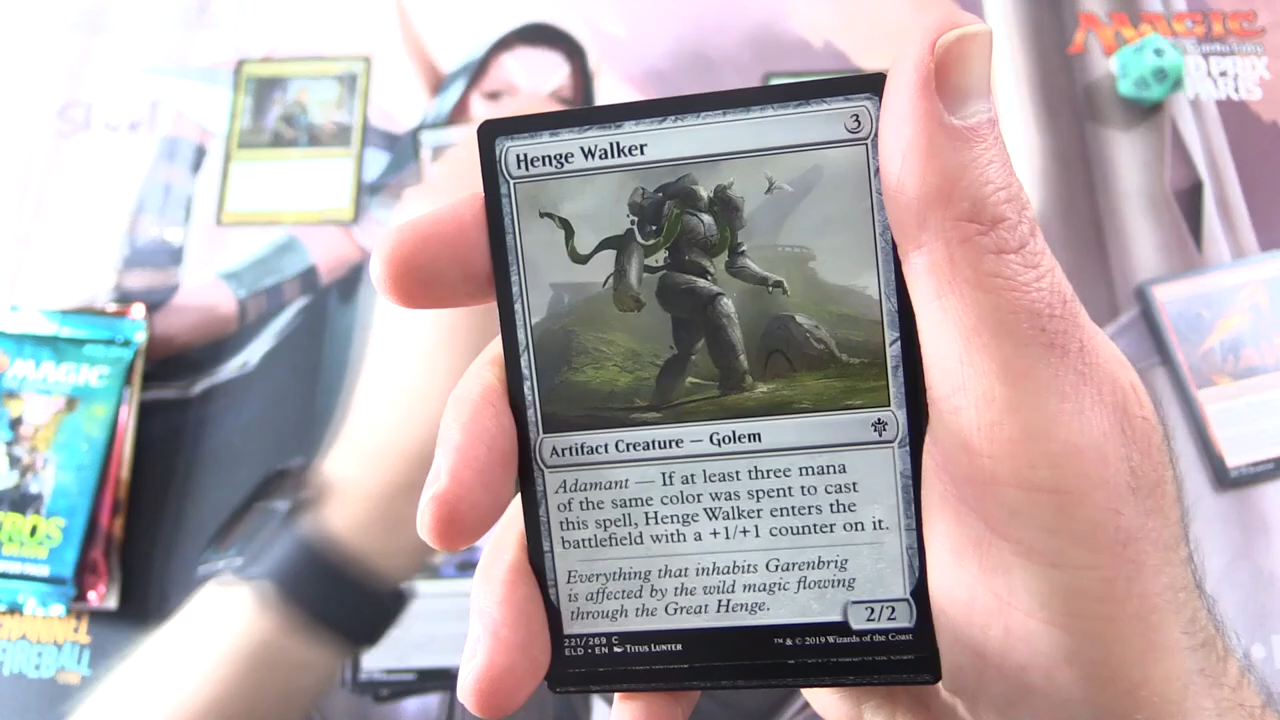 MAGIC
Henge Walker
3
Artifact Creature — Golem
Adamant — If at least three mana
of the same color was spent to cast
this spell, Henge Walker enters the
battlefield with a +1/+1 counter on it.
Everything that inhabits Garenbrig
is affected by the wild magic flowing
through the Great Henge.
2/2
221/269 C
ELD • EN Titus Lunter
™ & © 2019 Wizards of the Coast
MAGIC
CHANNEL
FIREBALL